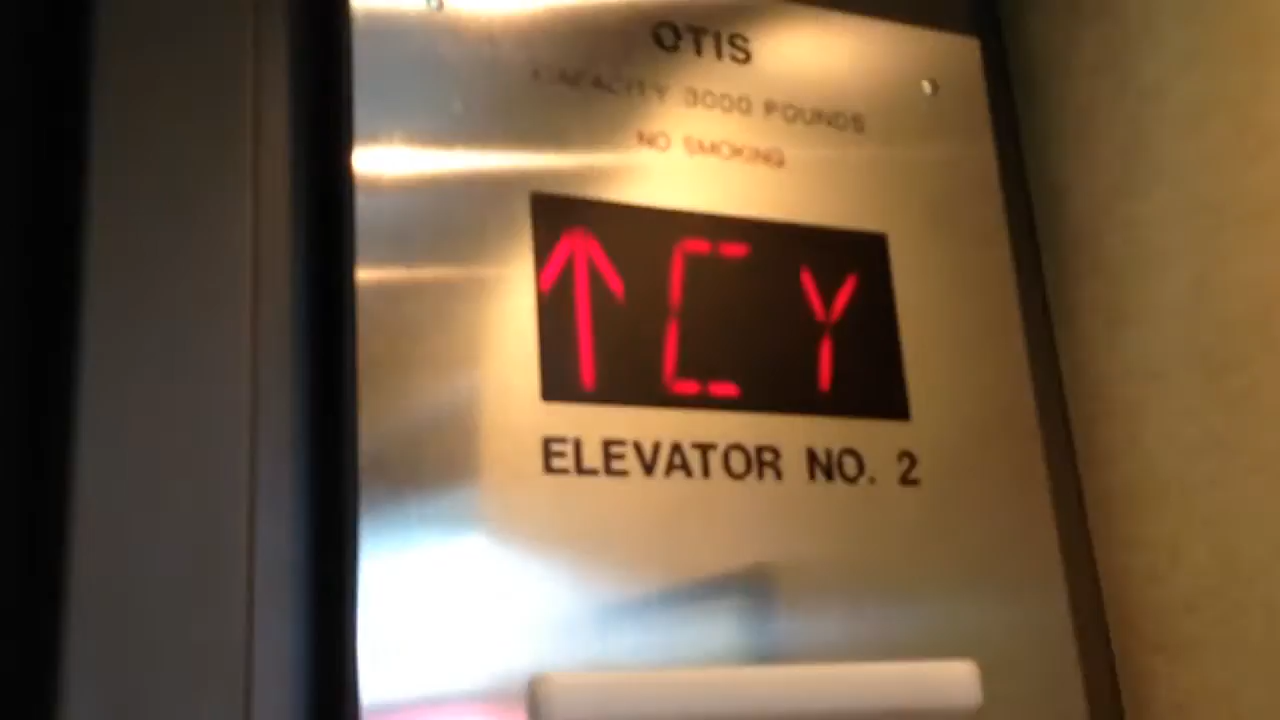 OTIS
CAPACITY 3000 POUNDS
NO SMOKING
↑ C Y
ELEVATOR NO. 2